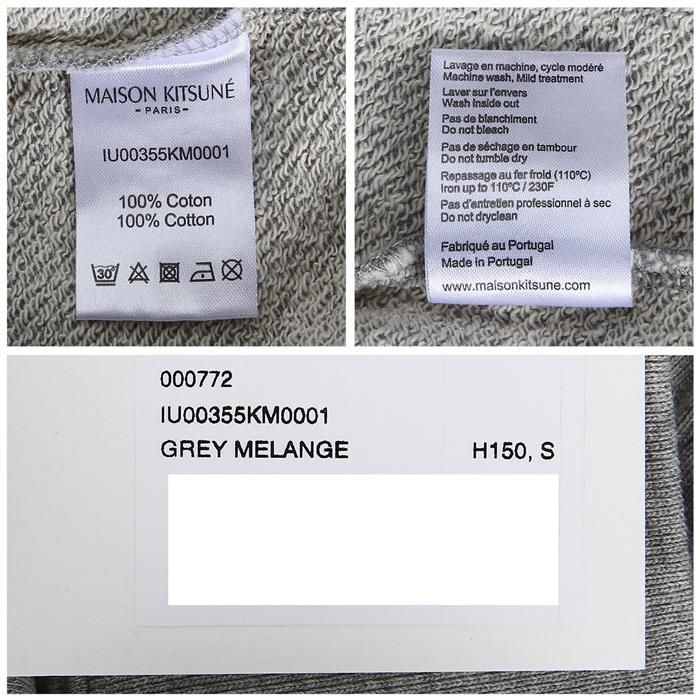 MAISON KITSUNÉ
-PARIS-
IU00355KM0001
100% Coton
100% Cotton
30°
Lavage en machine, cycle modéré
Machine wash, Mild treatment
Laver sur l'envers
Wash inside out
Pas de blanchiment
Do not bleach
Pas de séchage en tambour
Do not tumble dry
Repassage au fer froid (110°C)
Iron up to 110°C / 230F
Pas d'entretien professionnel à sec
Do not dryclean
Fabriqué au Portugal
Made in Portugal
www.maisonkitsune.com
000772
IU00355KM0001
GREY MELANGE H150, S